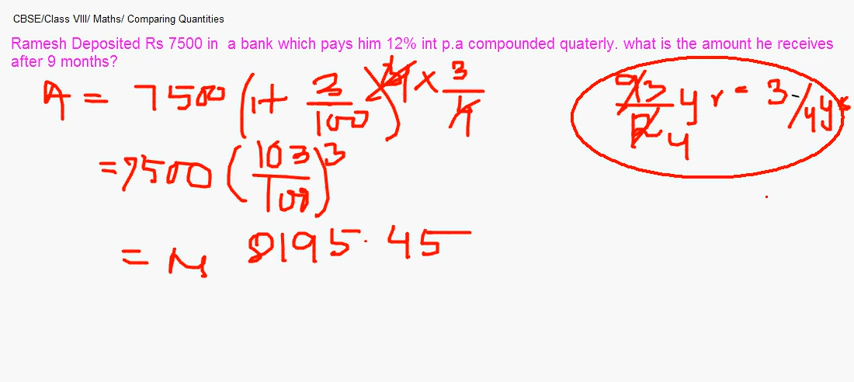 CBSE/Class VIII/ Maths/ Comparing Quantities
Ramesh Deposited Rs 7500 in a bank which pays him 12% int p.a compounded quaterly. what is the amount he receives
after 9 months?
A = 7500 (1 + 3/100)^4 × 3/4
9/12 3/4 yr = 3/4 yr
= 7500 (103/100)^3
= Rs 8195.45